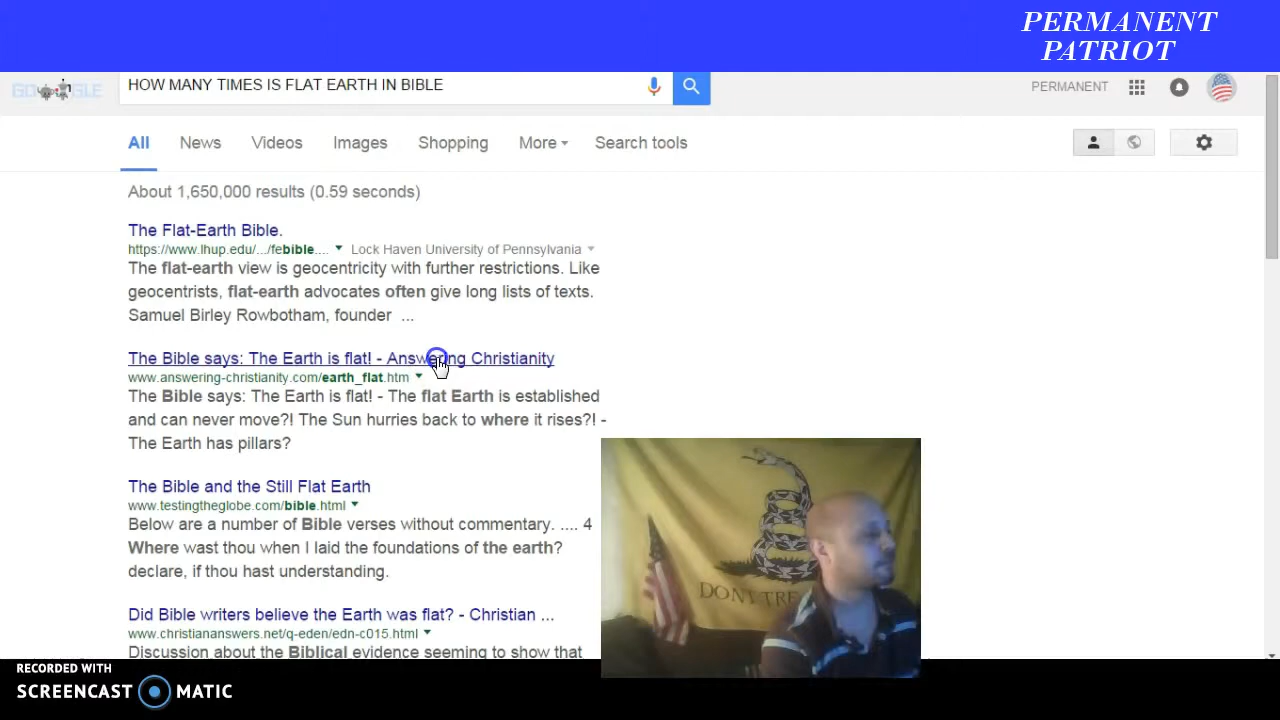 PERMANENT
PATRIOT
GOOGLE
HOW MANY TIMES IS FLAT EARTH IN BIBLE
PERMANENT
All News Videos Images Shopping More Search tools
About 1,650,000 results (0.59 seconds)
The Flat-Earth Bible.
https://www.lhup.edu/.../febible.... Lock Haven University of Pennsylvania
The flat-earth view is geocentricity with further restrictions. Like
geocentrists, flat-earth advocates often give long lists of texts.
Samuel Birley Rowbotham, founder ...
The Bible says: The Earth is flat! - Answering Christianity
www.answering-christianity.com/earth_flat.htm
The Bible says: The Earth is flat! - The flat Earth is established
and can never move?! The Sun hurries back to where it rises?! -
The Earth has pillars?
The Bible and the Still Flat Earth
www.testingtheglobe.com/bible.html
Below are a number of Bible verses without commentary. .... 4
Where wast thou when I laid the foundations of the earth?
declare, if thou hast understanding.
Did Bible writers believe the Earth was flat? - Christian ...
www.christiananswers.net/q-eden/edn-c015.html
Discussion about the Biblical evidence seeming to show that
DON'T TRE
RECORDED WITH
SCREENCAST MATIC